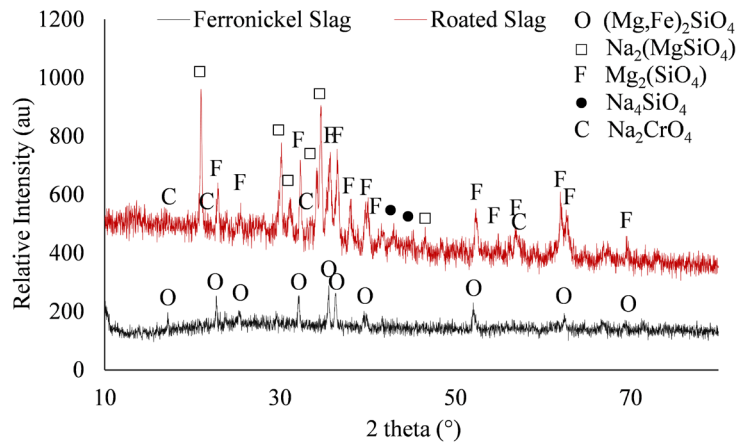 Ferronickel Slag
Roated Slag
O (Mg,Fe)₂SiO₄
□ Na₂(MgSiO₄)
F Mg₂(SiO₄)
● Na₄SiO₄
C Na₂CrO₄
Relative Intensity (au)
1200
1000
800
600
400
200
0
C C F F F C F F F F F F F F C F F F
O O O O O O O O O O
10 30 50 70
2 theta (°)